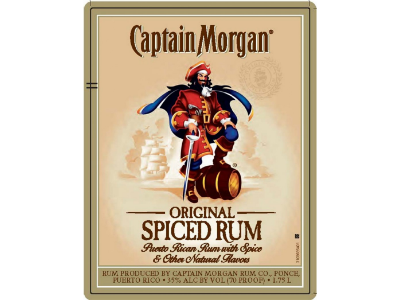 Captain Morgan®
ORIGINAL
SPICED RUM
Puerto Rican Rum with Spice
& Other Natural Flavors
RUM PRODUCED BY CAPTAIN MORGAN RUM CO., PONCE,
PUERTO RICO • 35% ALC BY VOL (70 PROOF) • 1.75 L